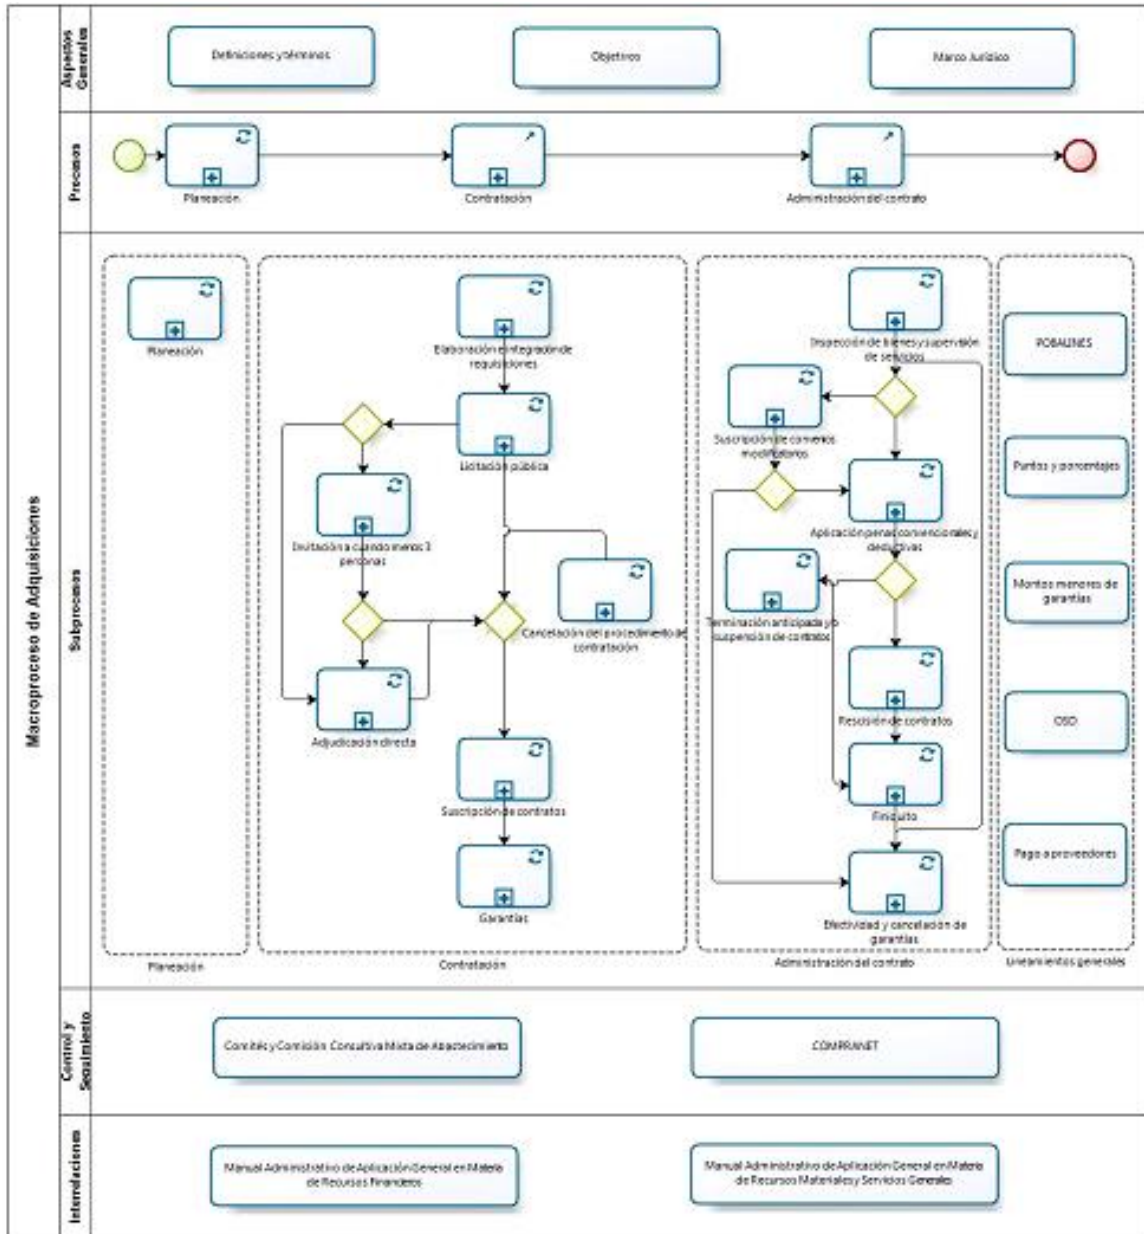 Macroproceso de Adquisiciones
Aspectos
Generales
Definiciones y términos
Objetivos
Marco Jurídico
Procesos
Planeación
Contratación
Administración del contrato
Subprocesos
Planeación
Elaboración e integración de
requisiciones
Licitación pública
Invitación a cuando menos 3
personas
Cancelación del procedimiento de
contratación
Adjudicación directa
Suscripción de contratos
Garantías
Inspección de bienes y supervisión
de servicios
Suscripción de convenios
modificatorios
Aplicación penas convencionales y
deductivas
Terminación anticipada y/o
suspensión de contratos
Rescisión de contratos
Finiquito
Efectividad y cancelación de
garantías
POBALINES
Puntos y porcentajes
Montos menores de
garantías
OSD
Pago a proveedores
Planeación
Contratación
Administración del contrato
Lineamientos generales
Control y
Seguimiento
Comités y Comisión Consultiva Mixta de Abastecimiento
COMPRANET
Interrelaciones
Manual Administrativo de Aplicación General en Materia
de Recursos Financieros
Manual Administrativo de Aplicación General en Materia
de Recursos Materiales y Servicios Generales